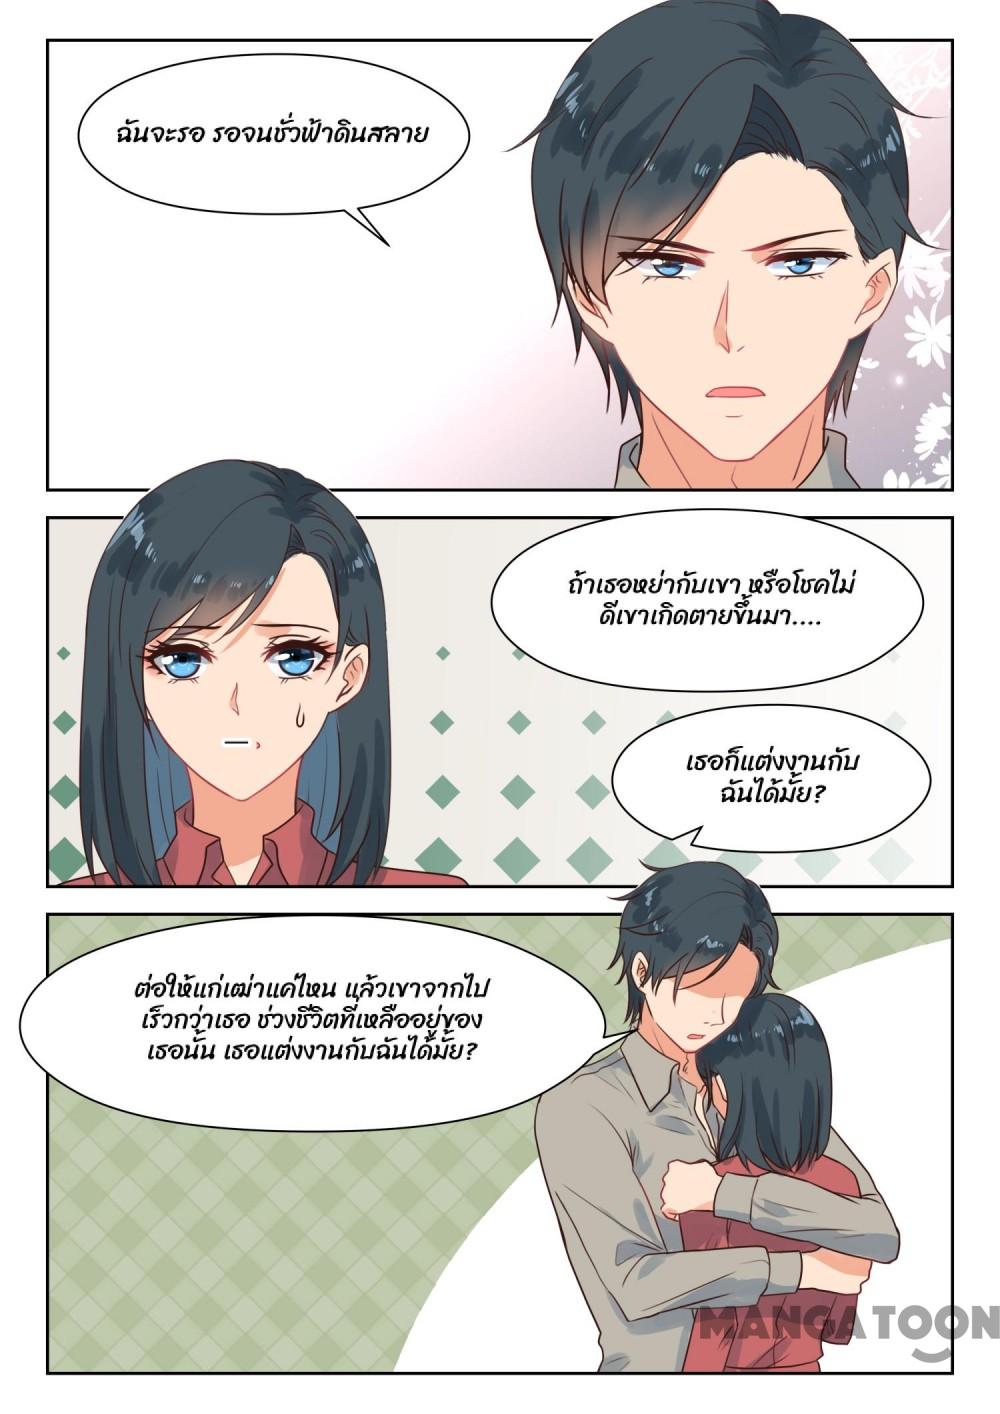 ฉันจะรอ รอจนชั่วฟ้าดินสลาย
ถ้าเธอหย่ากับเขา หรือโชคไม่
ดีเขาเกิดตายขึ้นมา....
เธอก็แต่งงานกับ
ฉันได้มั้ย?
ต่อให้แก่เฒ่าแค่ไหน แล้วเขาจากไป
เร็วกว่าเธอ ช่วงชีวิตที่เหลืออยู่ของ
เธอนั้น เธอแต่งงานกับฉันได้มั้ย?
MANGATOON